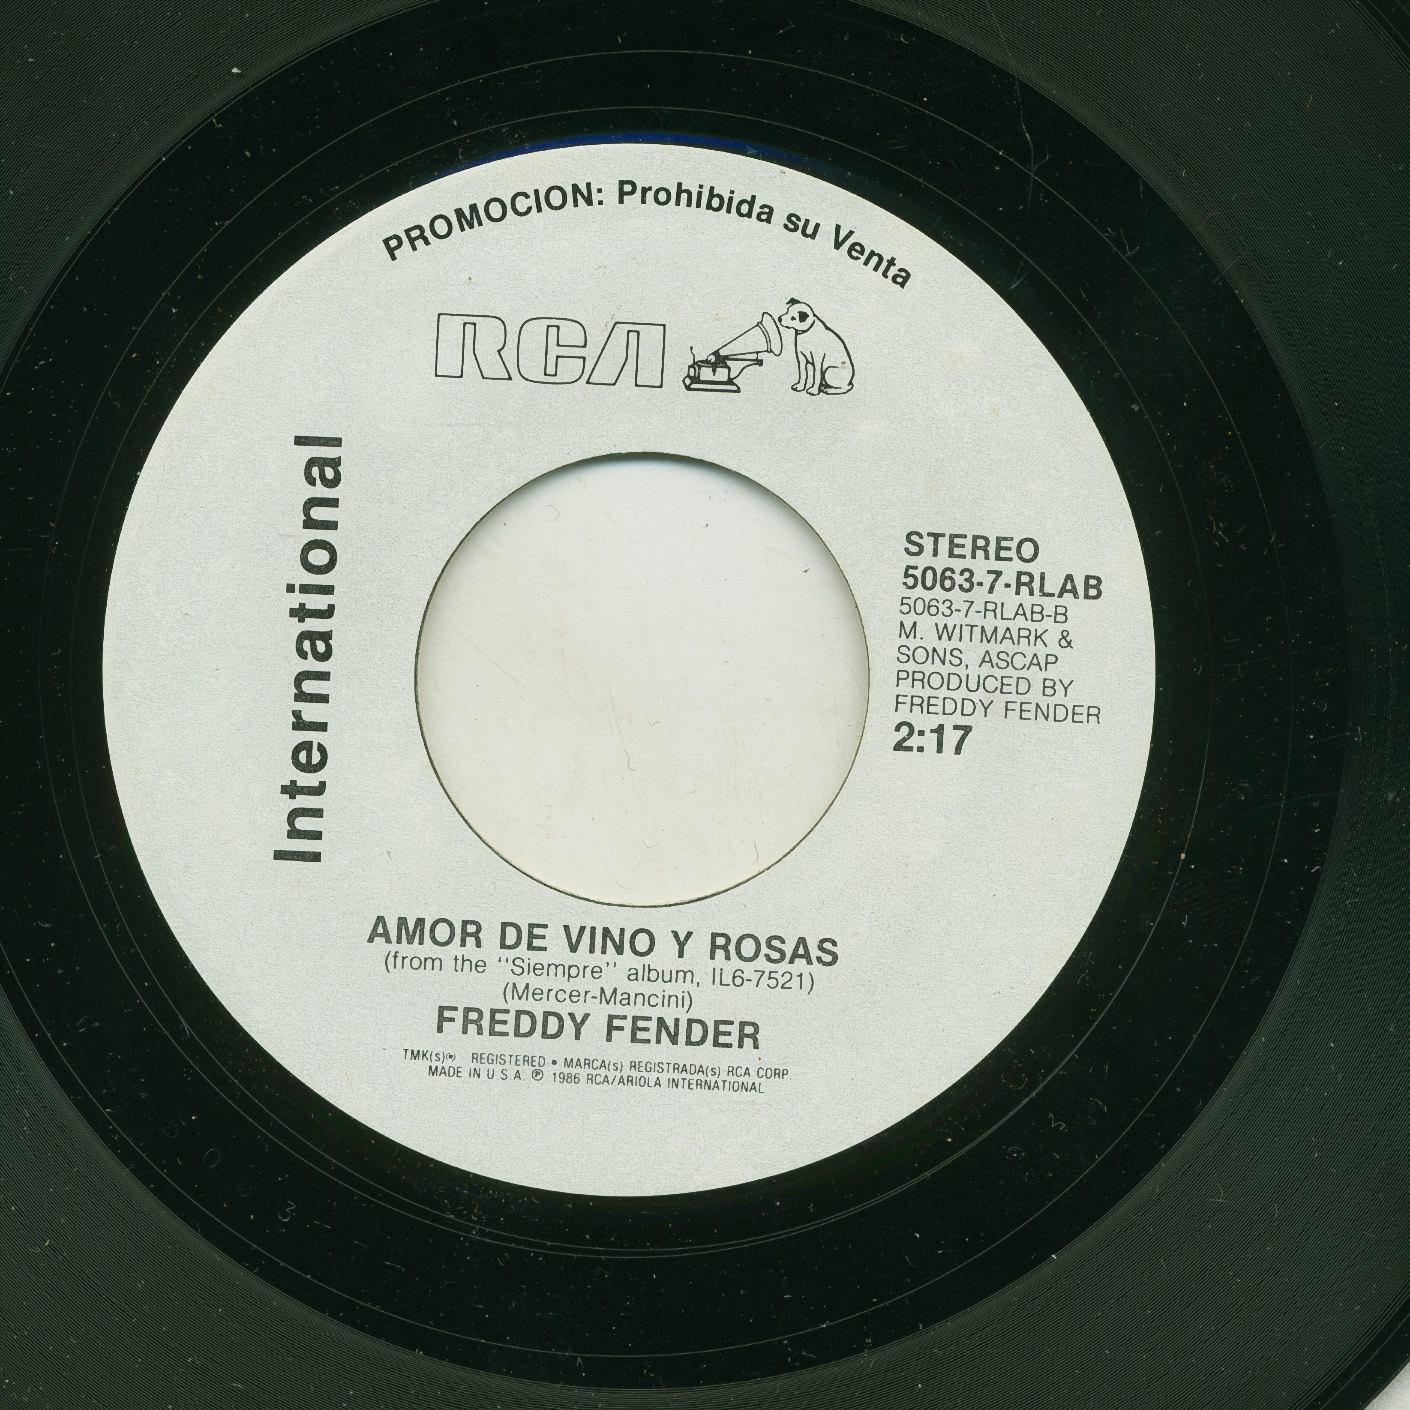 PROMOCION: Prohibida su Venta
RCA
International
STEREO
5063-7-RLAB
5063-7-RLAB-B
M. WITMARK &
SONS, ASCAP
PRODUCED BY
FREDDY FENDER
2:17
AMOR DE VINO Y ROSAS
(from the "Siempre" album, IL6-7521)
(Mercer-Mancini)
FREDDY FENDER
TMK(s)® REGISTERED • MARCA(s) REGISTRADA(s) RCA CORP
MADE IN U.S.A. ℗ 1986 RCA/ARIOLA INTERNATIONAL